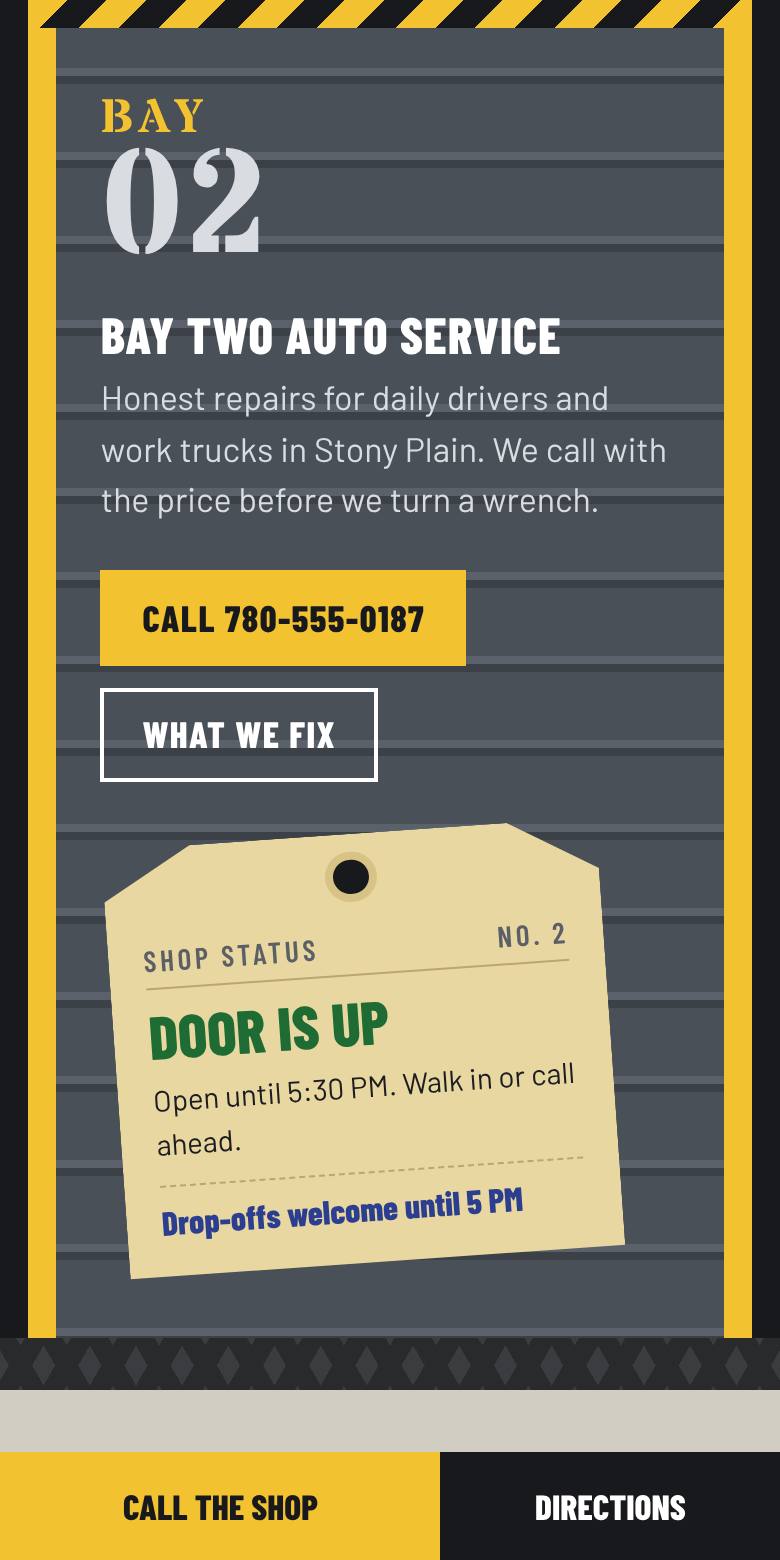 BAY
02
BAY TWO AUTO SERVICE
Honest repairs for daily drivers and
work trucks in Stony Plain. We call with
the price before we turn a wrench.
CALL 780-555-0187
WHAT WE FIX
SHOP STATUS NO. 2
DOOR IS UP
Open until 5:30 PM. Walk in or call
ahead.
Drop-offs welcome until 5 PM
CALL THE SHOP DIRECTIONS